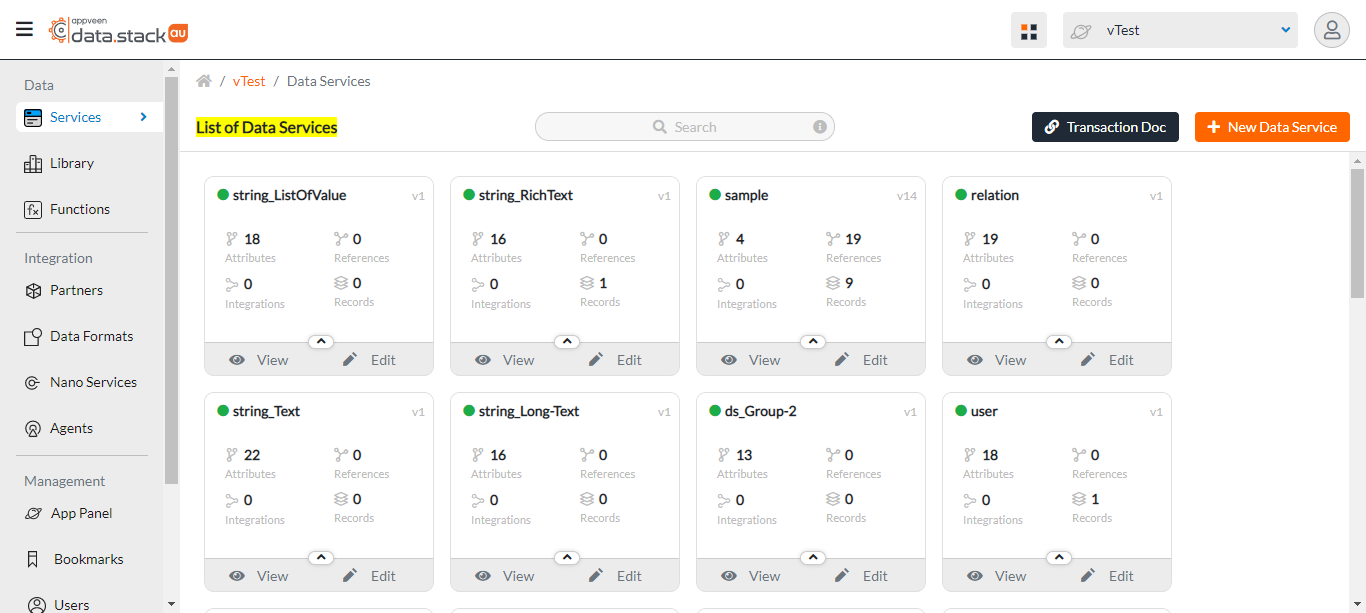 appveen
data.stack au
vTest
Data
Services
Library
Functions
Integration
Partners
Data Formats
Nano Services
Agents
Management
App Panel
Bookmarks
Users
/ vTest / Data Services
List of Data Services
Search
Transaction Doc
New Data Service
string_ListOfValue v1
18 Attributes
0 References
0 Integrations
0 Records
View Edit
string_RichText v1
16 Attributes
0 References
0 Integrations
1 Records
View Edit
sample v14
4 Attributes
19 References
0 Integrations
9 Records
View Edit
relation v1
19 Attributes
0 References
0 Integrations
0 Records
View Edit
string_Text v1
22 Attributes
0 References
0 Integrations
0 Records
View Edit
string_Long-Text v1
16 Attributes
0 References
0 Integrations
0 Records
View Edit
ds_Group-2 v1
13 Attributes
0 References
0 Integrations
0 Records
View Edit
user v1
18 Attributes
0 References
0 Integrations
1 Records
View Edit